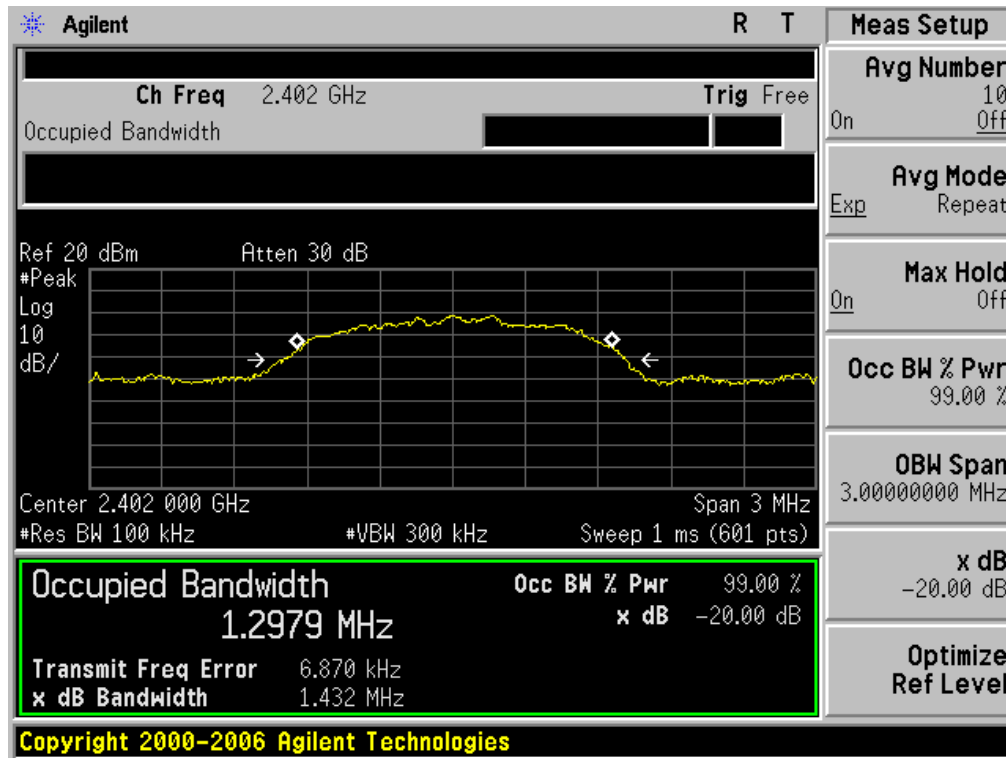 Agilent R T
Ch Freq 2.402 GHz Trig Free
Occupied Bandwidth
Ref 20 dBm Atten 30 dB
#Peak
Log
10
dB/
Center 2.402 000 GHz Span 3 MHz
#Res BW 100 kHz #VBW 300 kHz Sweep 1 ms (601 pts)
Occupied Bandwidth Occ BW % Pwr 99.00 %
1.2979 MHz x dB -20.00 dB
Transmit Freq Error 6.870 kHz
x dB Bandwidth 1.432 MHz
Copyright 2000-2006 Agilent Technologies
Meas Setup
Avg Number
10
On Off
Avg Mode
Exp Repeat
Max Hold
On Off
Occ BW % Pwr
99.00 %
OBW Span
3.00000000 MHz
x dB
-20.00 dB
Optimize
Ref Level